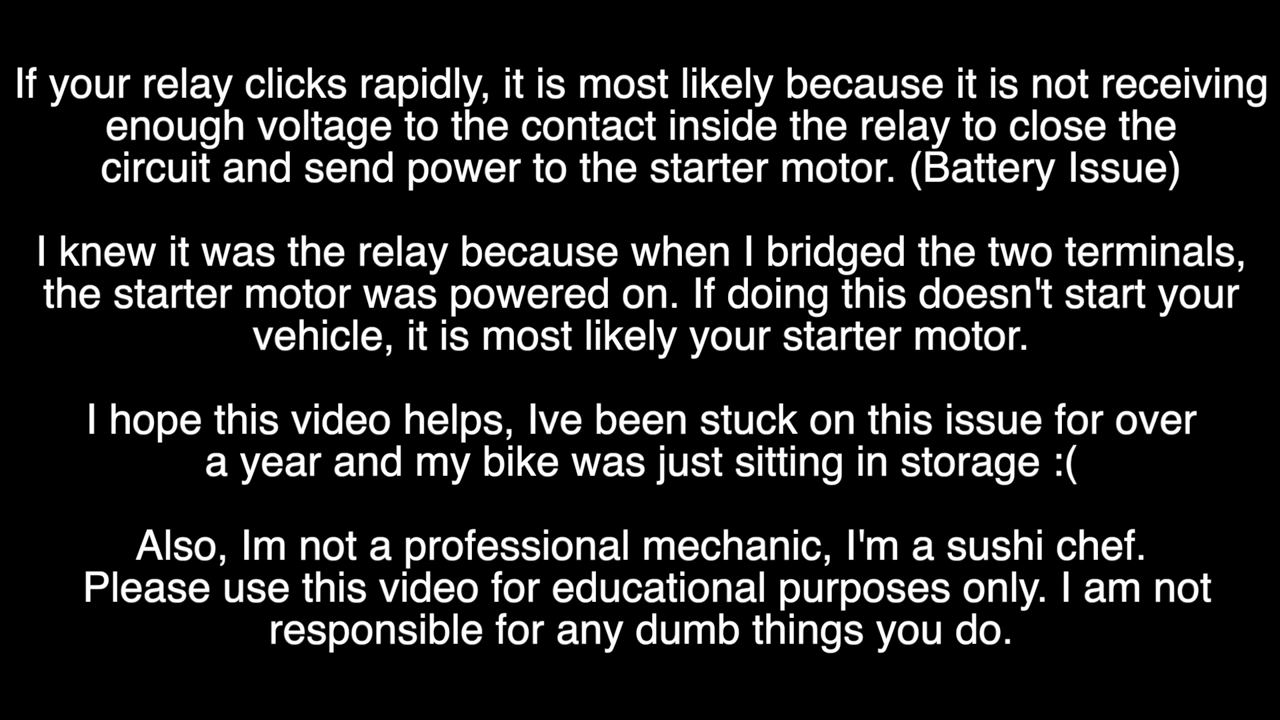 If your relay clicks rapidly, it is most likely because it is not receiving
enough voltage to the contact inside the relay to close the
circuit and send power to the starter motor. (Battery Issue)
I knew it was the relay because when I bridged the two terminals,
the starter motor was powered on. If doing this doesn't start your
vehicle, it is most likely your starter motor.
I hope this video helps, Ive been stuck on this issue for over
a year and my bike was just sitting in storage :(
Also, Im not a professional mechanic, I'm a sushi chef.
Please use this video for educational purposes only. I am not
responsible for any dumb things you do.